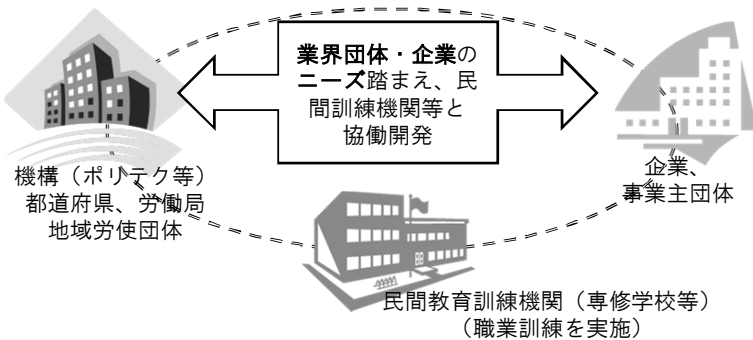 業界団体・企業の
ニーズ踏まえ、民
間訓練機関等と
協働開発
機構（ポリテク等）
都道府県、労働局
地域労使団体
企業、
事業主団体
民間教育訓練機関（専修学校等）
（職業訓練を実施）